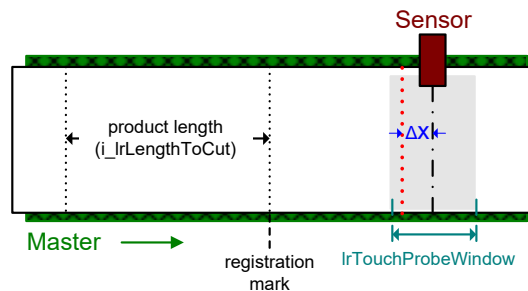 Sensor
product length
(i_lrLengthToCut)
ΔX
Master
registration
mark
lrTouchProbeWindow